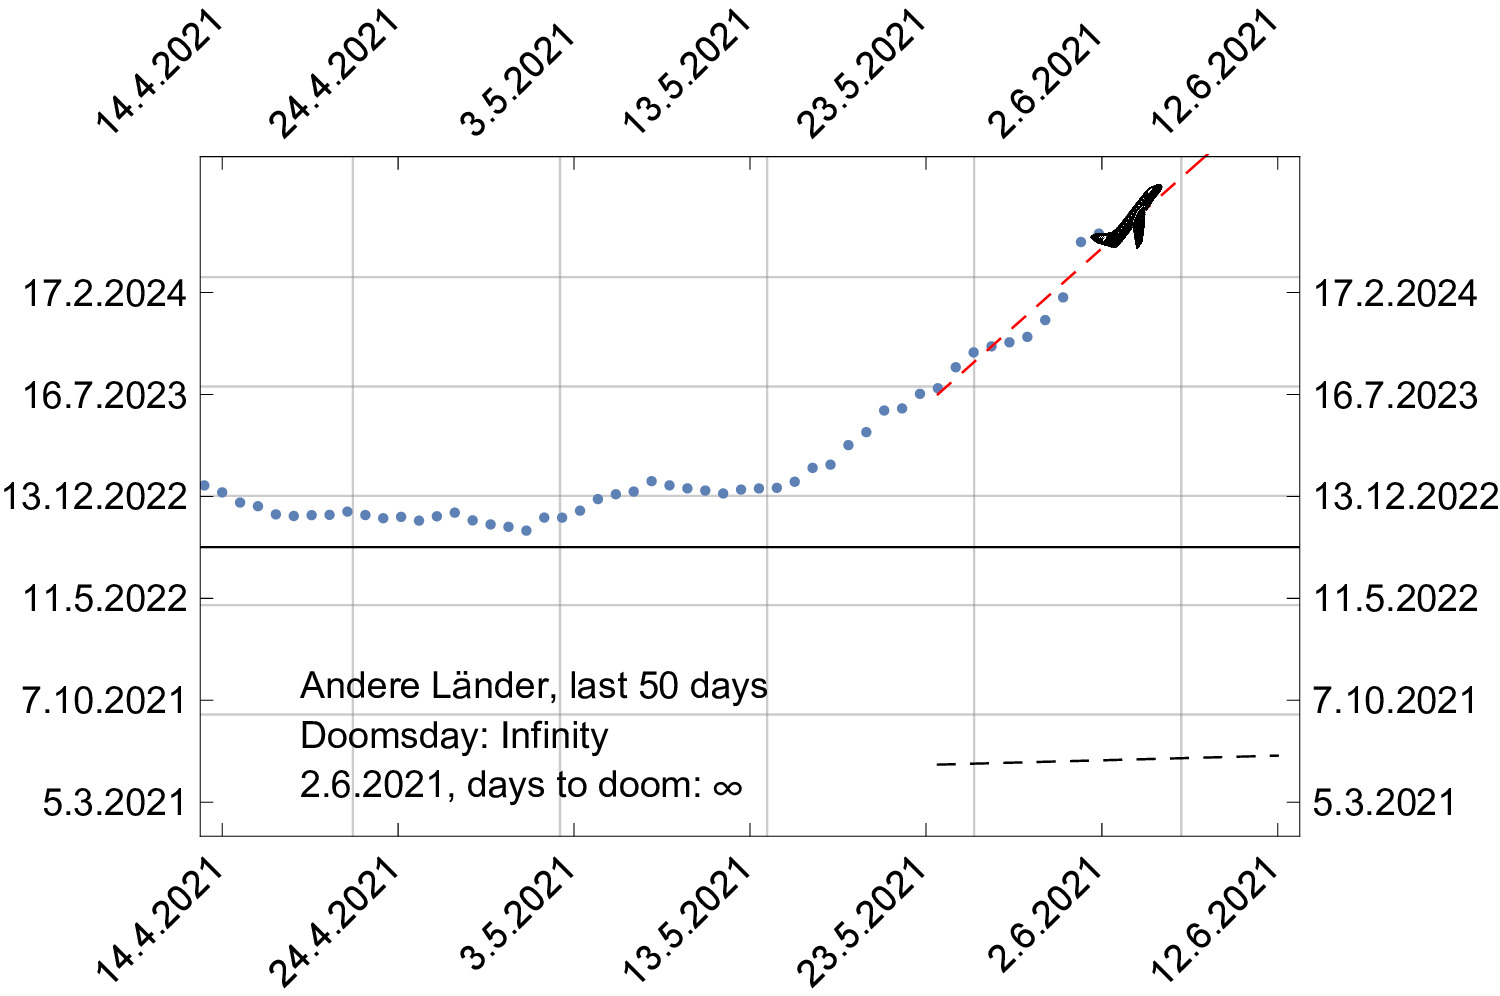 14.4.2021 24.4.2021 3.5.2021 13.5.2021 23.5.2021 2.6.2021 12.6.2021
17.2.2024 17.2.2024
16.7.2023 16.7.2023
13.12.2022 13.12.2022
11.5.2022 11.5.2022
Andere Länder, last 50 days
7.10.2021 7.10.2021
Doomsday: Infinity
2.6.2021, days to doom: ∞
5.3.2021 5.3.2021
14.4.2021 24.4.2021 3.5.2021 13.5.2021 23.5.2021 2.6.2021 12.6.2021